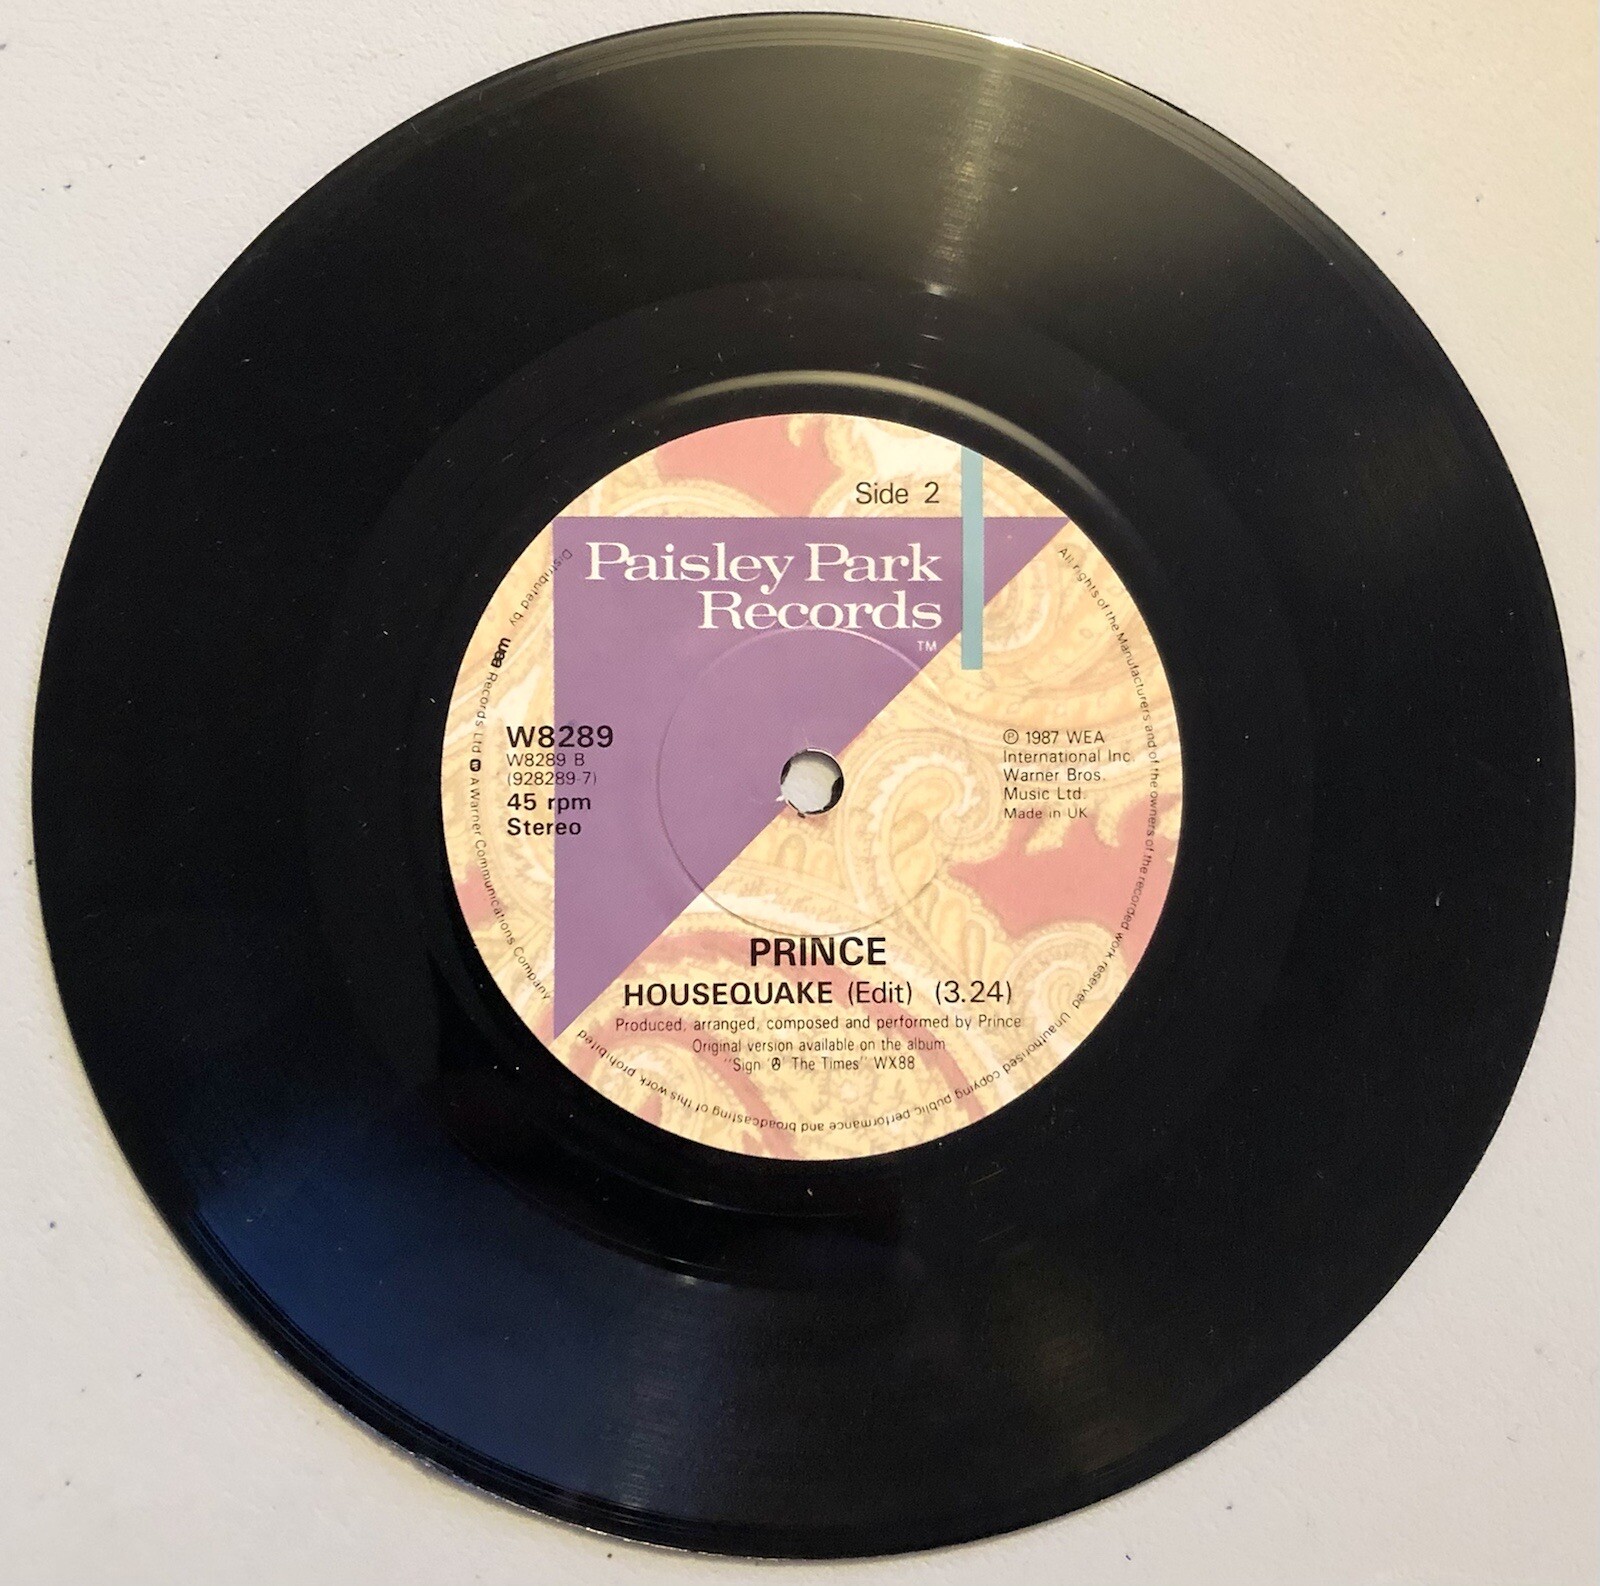 Side 2
Paisley Park
Records
TM
W8289
W8289 B
(928289-7)
45 rpm
Stereo
℗ 1987 WEA
International Inc.
Warner Bros.
Music Ltd.
Made in UK
PRINCE
HOUSEQUAKE (Edit) (3.24)
Produced, arranged, composed and performed by Prince
Original version available on the album
"Sign '☮' The Times" WX88
Distributed by wea Records Ltd. A Warner Communications Company
All rights of the Manufacturers and of the owners of the recorded work reserved. Unauthorised copying public performance and broadcasting of this work prohibited